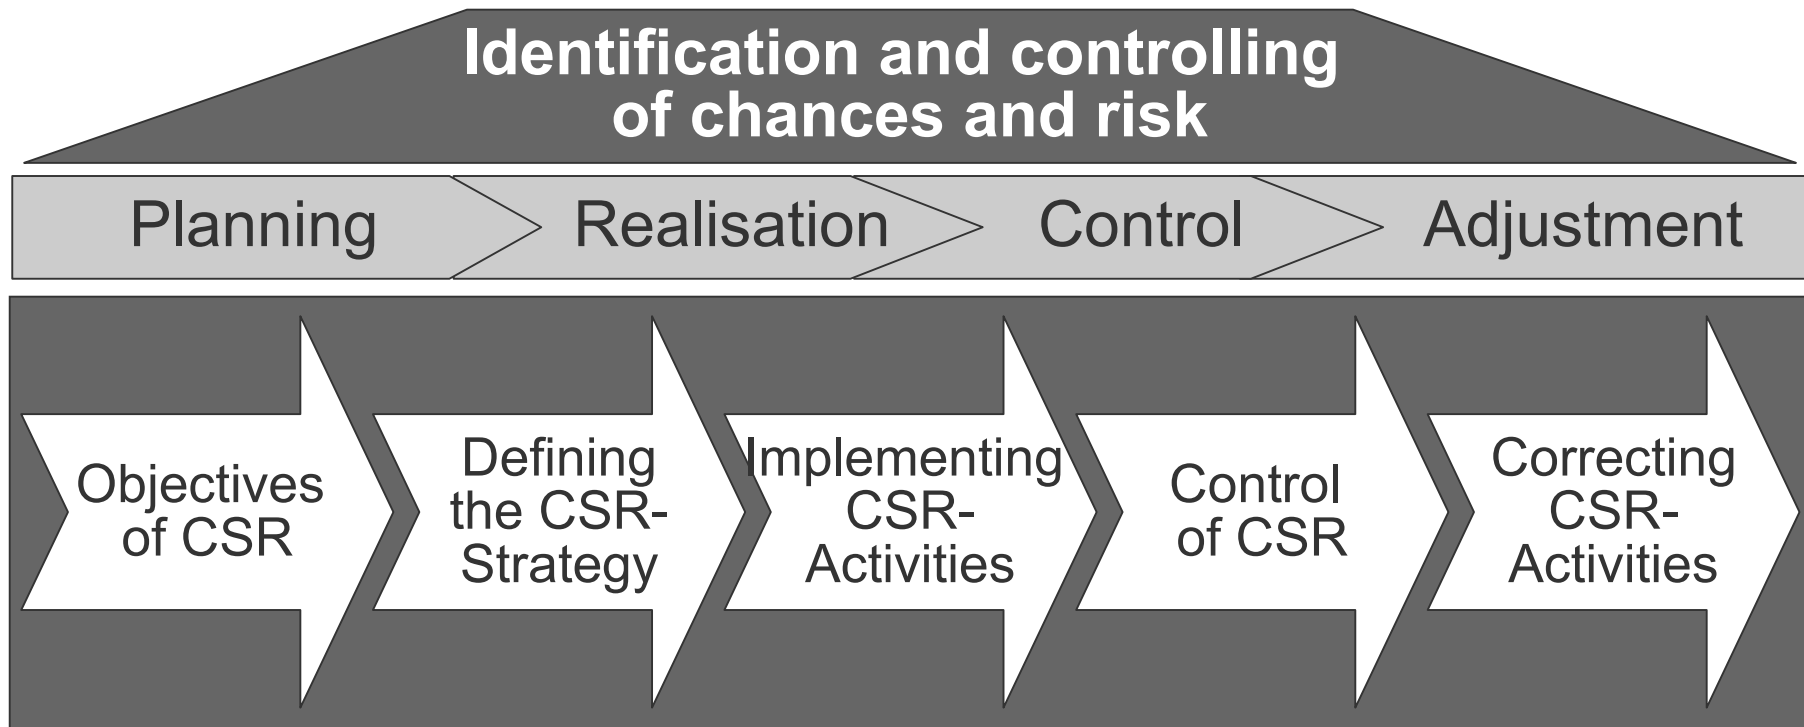 Identification and controlling
of chances and risk
Planning
Realisation
Control
Adjustment
Objectives
of CSR
Defining
the CSR-
Strategy
Implementing
CSR-
Activities
Control
of CSR
Correcting
CSR-
Activities